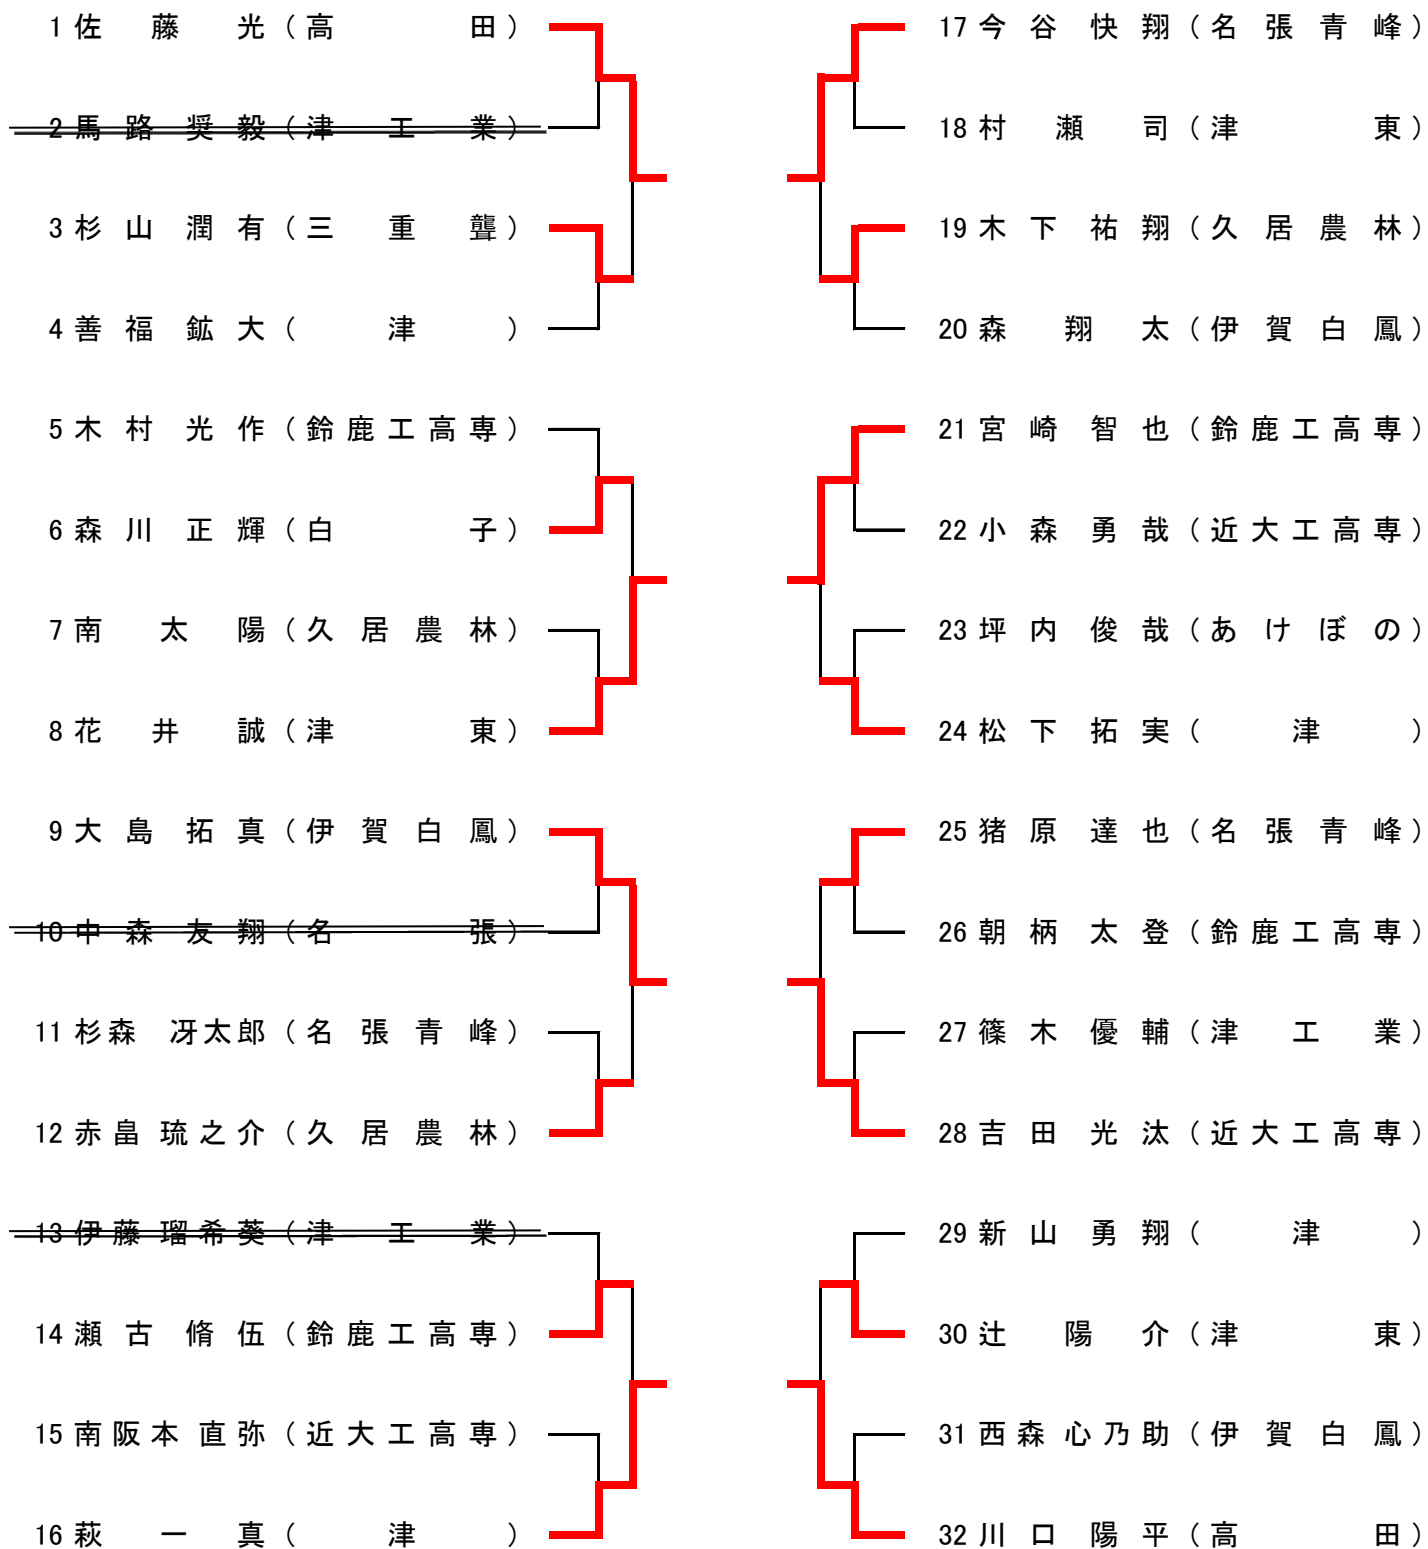 1 佐藤光（高田）
2 馬路奨毅（津工業）
3 杉山潤有（三重聾）
4 善福鉱大（津）
5 木村光作（鈴鹿工高専）
6 森川正輝（白子）
7 南太陽（久居農林）
8 花井誠（津東）
9 大島拓真（伊賀白鳳）
10 中森友翔（名張）
11 杉森冴太郎（名張青峰）
12 赤畠琉之介（久居農林）
13 伊藤瑠希葵（津工業）
14 瀬古脩伍（鈴鹿工高専）
15 南阪本直弥（近大工高専）
16 萩一真（津）
17 今谷快翔（名張青峰）
18 村瀬司（津東）
19 木下祐翔（久居農林）
20 森翔太（伊賀白鳳）
21 宮崎智也（鈴鹿工高専）
22 小森勇哉（近大工高専）
23 坪内俊哉（あけぼの）
24 松下拓実（津）
25 猪原達也（名張青峰）
26 朝柄太登（鈴鹿工高専）
27 篠木優輔（津工業）
28 吉田光汰（近大工高専）
29 新山勇翔（津）
30 辻陽介（津東）
31 西森心乃助（伊賀白鳳）
32 川口陽平（高田）